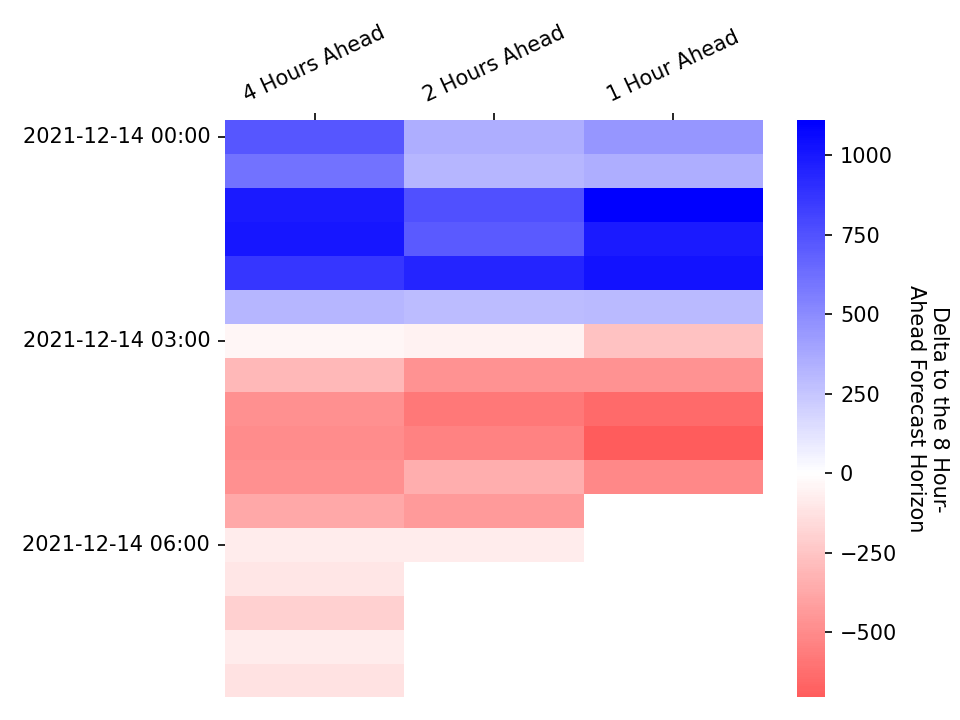 4 Hours Ahead
2 Hours Ahead
1 Hour Ahead
2021-12-14 00:00
2021-12-14 03:00
2021-12-14 06:00
1000
750
500
250
0
−250
−500
Delta to the 8 Hour-
Ahead Forecast Horizon